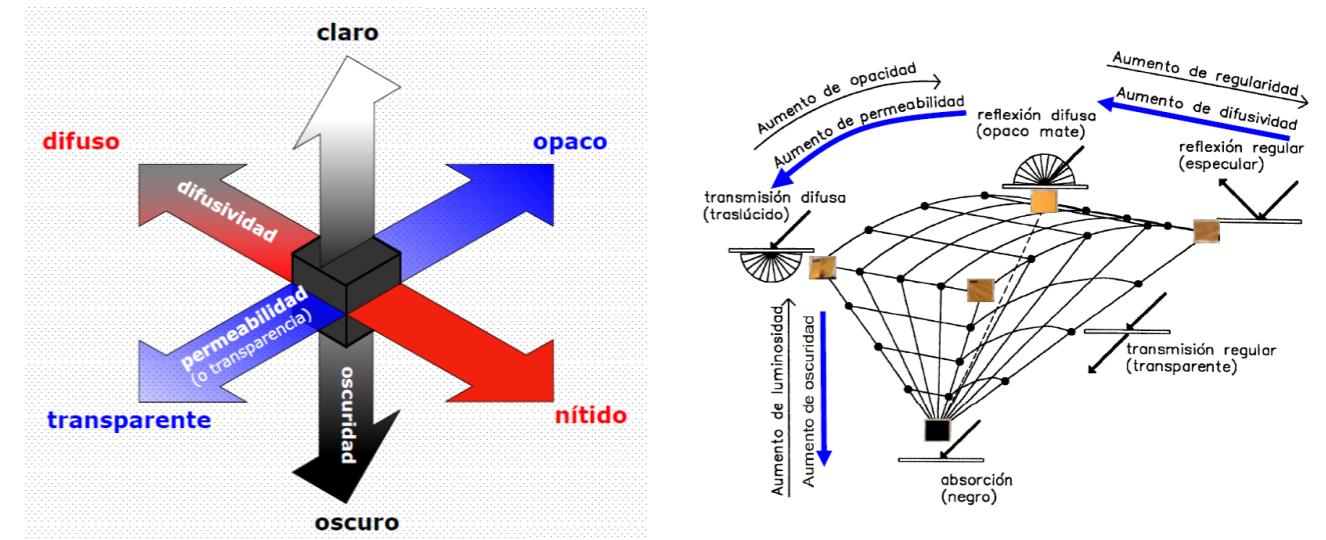 claro
difuso
opaco
difusividad
permeabilidad
(o transparencia)
oscuridad
transparente
nítido
oscuro
Aumento de opacidad
Aumento de permeabilidad
Aumento de regularidad
Aumento de difusividad
reflexión difusa
(opaco mate)
reflexión regular
(especular)
transmisión difusa
(traslúcido)
Aumento de luminosidad
Aumento de oscuridad
transmisión regular
(transparente)
absorción
(negro)